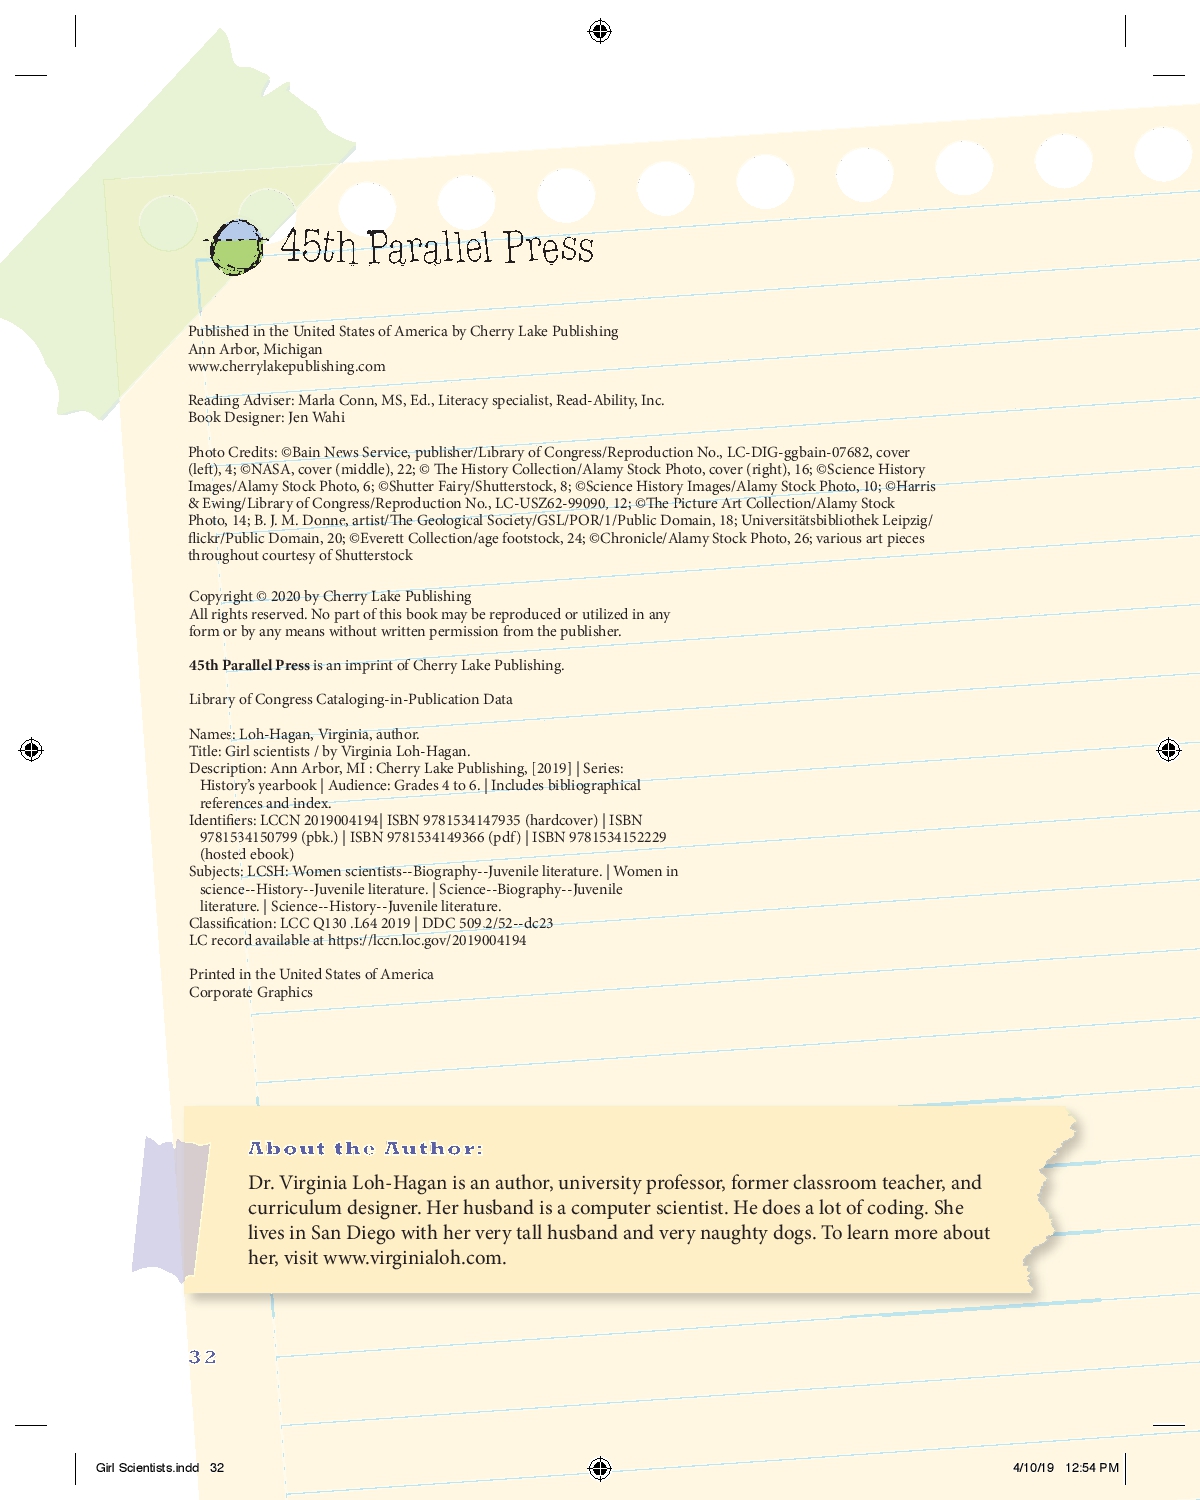 45th Parallel Press
Published in the United States of America by Cherry Lake Publishing
Ann Arbor, Michigan
www.cherrylakepublishing.com
Reading Adviser: Marla Conn, MS, Ed., Literacy specialist, Read-Ability, Inc.
Book Designer: Jen Wahi
Photo Credits: ©Bain News Service, publisher/Library of Congress/Reproduction No., LC-DIG-ggbain-07682, cover
(left), 4; ©NASA, cover (middle), 22; © The History Collection/Alamy Stock Photo, cover (right), 16; ©Science History
Images/Alamy Stock Photo, 6; ©Shutter Fairy/Shutterstock, 8; ©Science History Images/Alamy Stock Photo, 10; ©Harris
& Ewing/Library of Congress/Reproduction No., LC-USZ62-99090, 12; ©The Picture Art Collection/Alamy Stock
Photo, 14; B. J. M. Donne, artist/The Geological Society/GSL/POR/1/Public Domain, 18; Universitätsbibliothek Leipzig/
flickr/Public Domain, 20; ©Everett Collection/age footstock, 24; ©Chronicle/Alamy Stock Photo, 26; various art pieces
throughout courtesy of Shutterstock
Copyright © 2020 by Cherry Lake Publishing
All rights reserved. No part of this book may be reproduced or utilized in any
form or by any means without written permission from the publisher.
45th Parallel Press is an imprint of Cherry Lake Publishing.
Library of Congress Cataloging-in-Publication Data
Names: Loh-Hagan, Virginia, author.
Title: Girl scientists / by Virginia Loh-Hagan.
Description: Ann Arbor, MI : Cherry Lake Publishing, [2019] | Series:
History's yearbook | Audience: Grades 4 to 6. | Includes bibliographical
references and index.
Identifiers: LCCN 2019004194| ISBN 9781534147935 (hardcover) | ISBN
9781534150799 (pbk.) | ISBN 9781534149366 (pdf) | ISBN 9781534152229
(hosted ebook)
Subjects: LCSH: Women scientists--Biography--Juvenile literature. | Women in
science--History--Juvenile literature. | Science--Biography--Juvenile
literature. | Science--History--Juvenile literature.
Classification: LCC Q130 .L64 2019 | DDC 509.2/52--dc23
LC record available at https://lccn.loc.gov/2019004194
Printed in the United States of America
Corporate Graphics
About the Author:
Dr. Virginia Loh-Hagan is an author, university professor, former classroom teacher, and
curriculum designer. Her husband is a computer scientist. He does a lot of coding. She
lives in San Diego with her very tall husband and very naughty dogs. To learn more about
her, visit www.virginialoh.com.
32
Girl Scientists.indd 32
4/10/19 12:54 PM